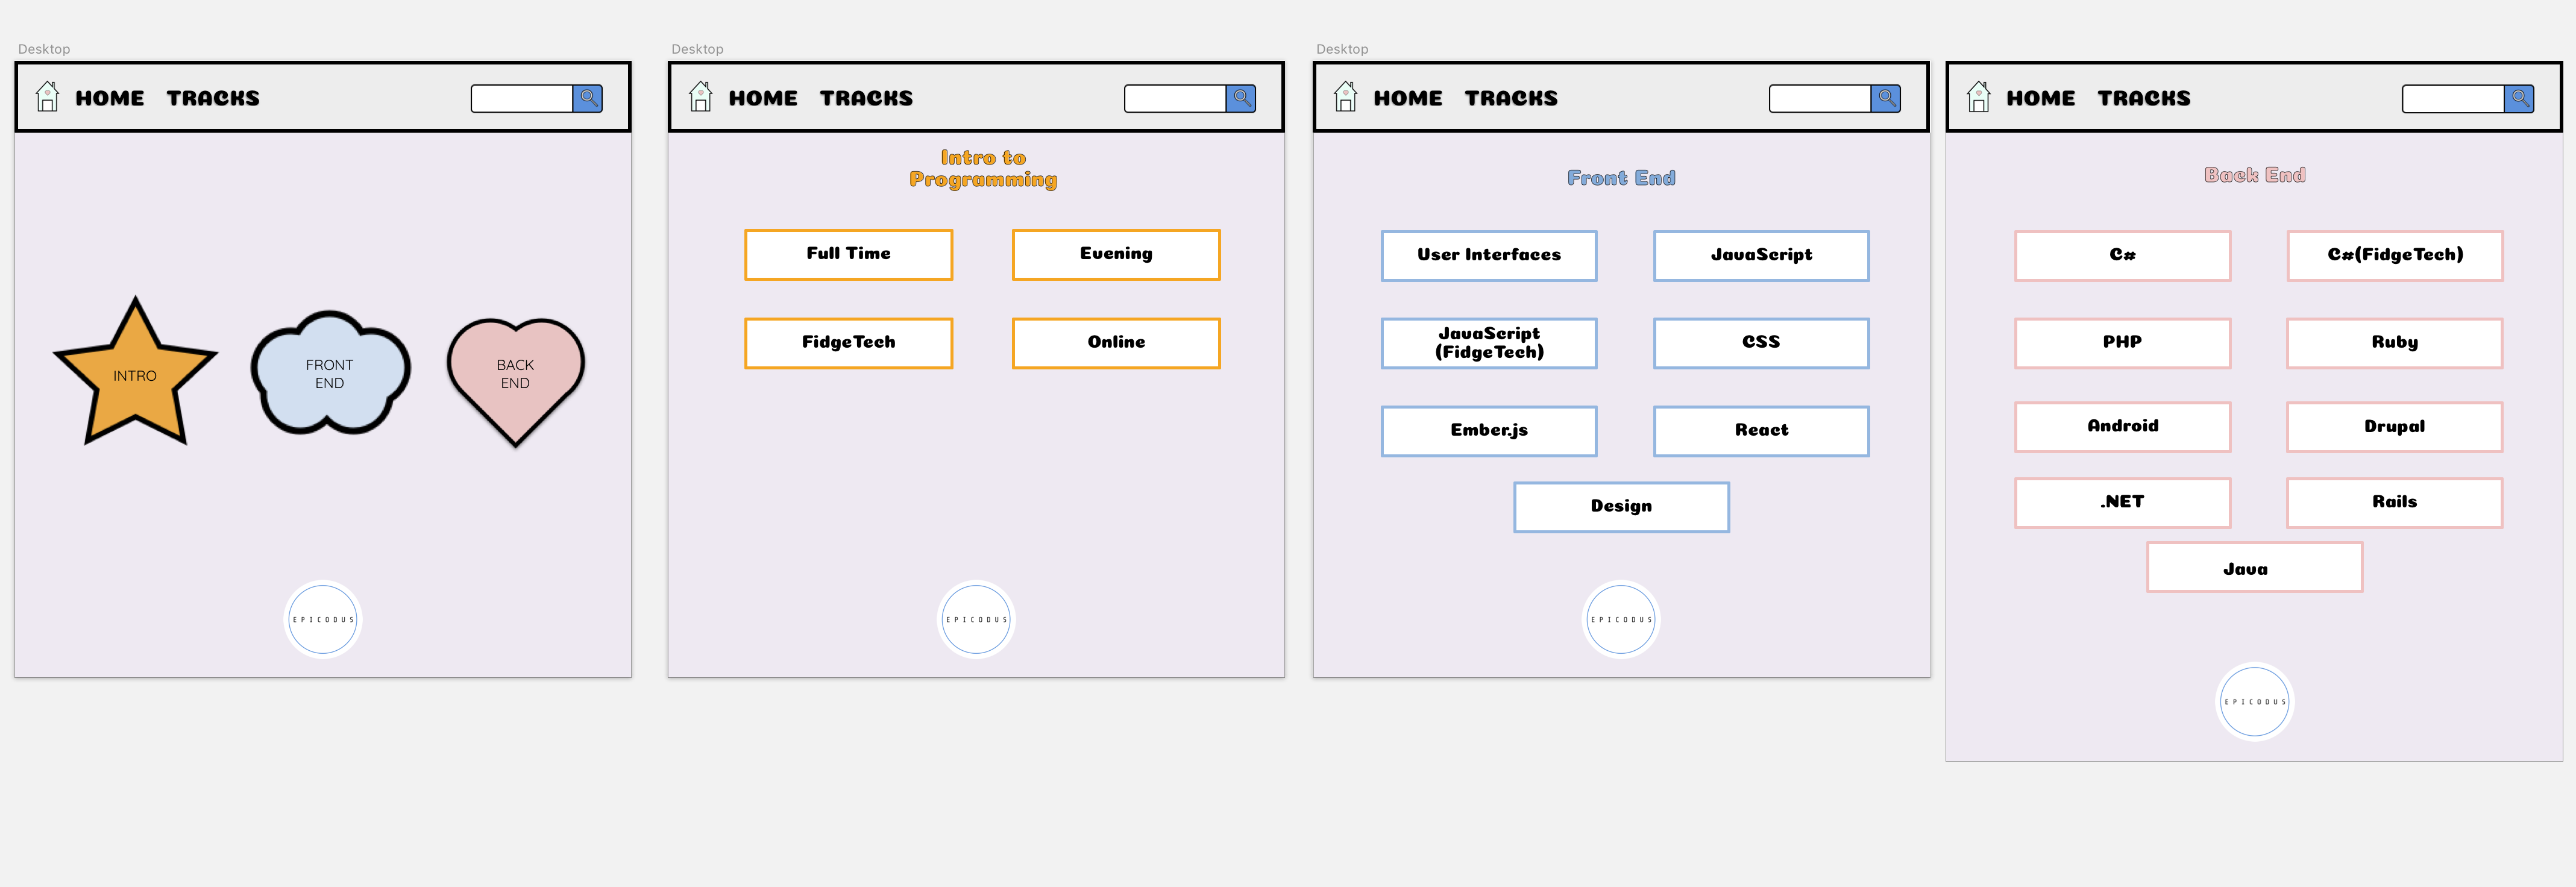 Desktop
HOME TRACKS
INTRO
FRONT
END
BACK
END
EPICODUS
Desktop
HOME TRACKS
Intro to
Programming
Full Time
Evening
FidgeTech
Online
EPICODUS
Desktop
HOME TRACKS
Front End
User Interfaces
JavaScript
JavaScript
(FidgeTech)
CSS
Ember.js
React
Design
EPICODUS
HOME TRACKS
Back End
C#
C#(FidgeTech)
PHP
Ruby
Android
Drupal
.NET
Rails
Java
EPICODUS